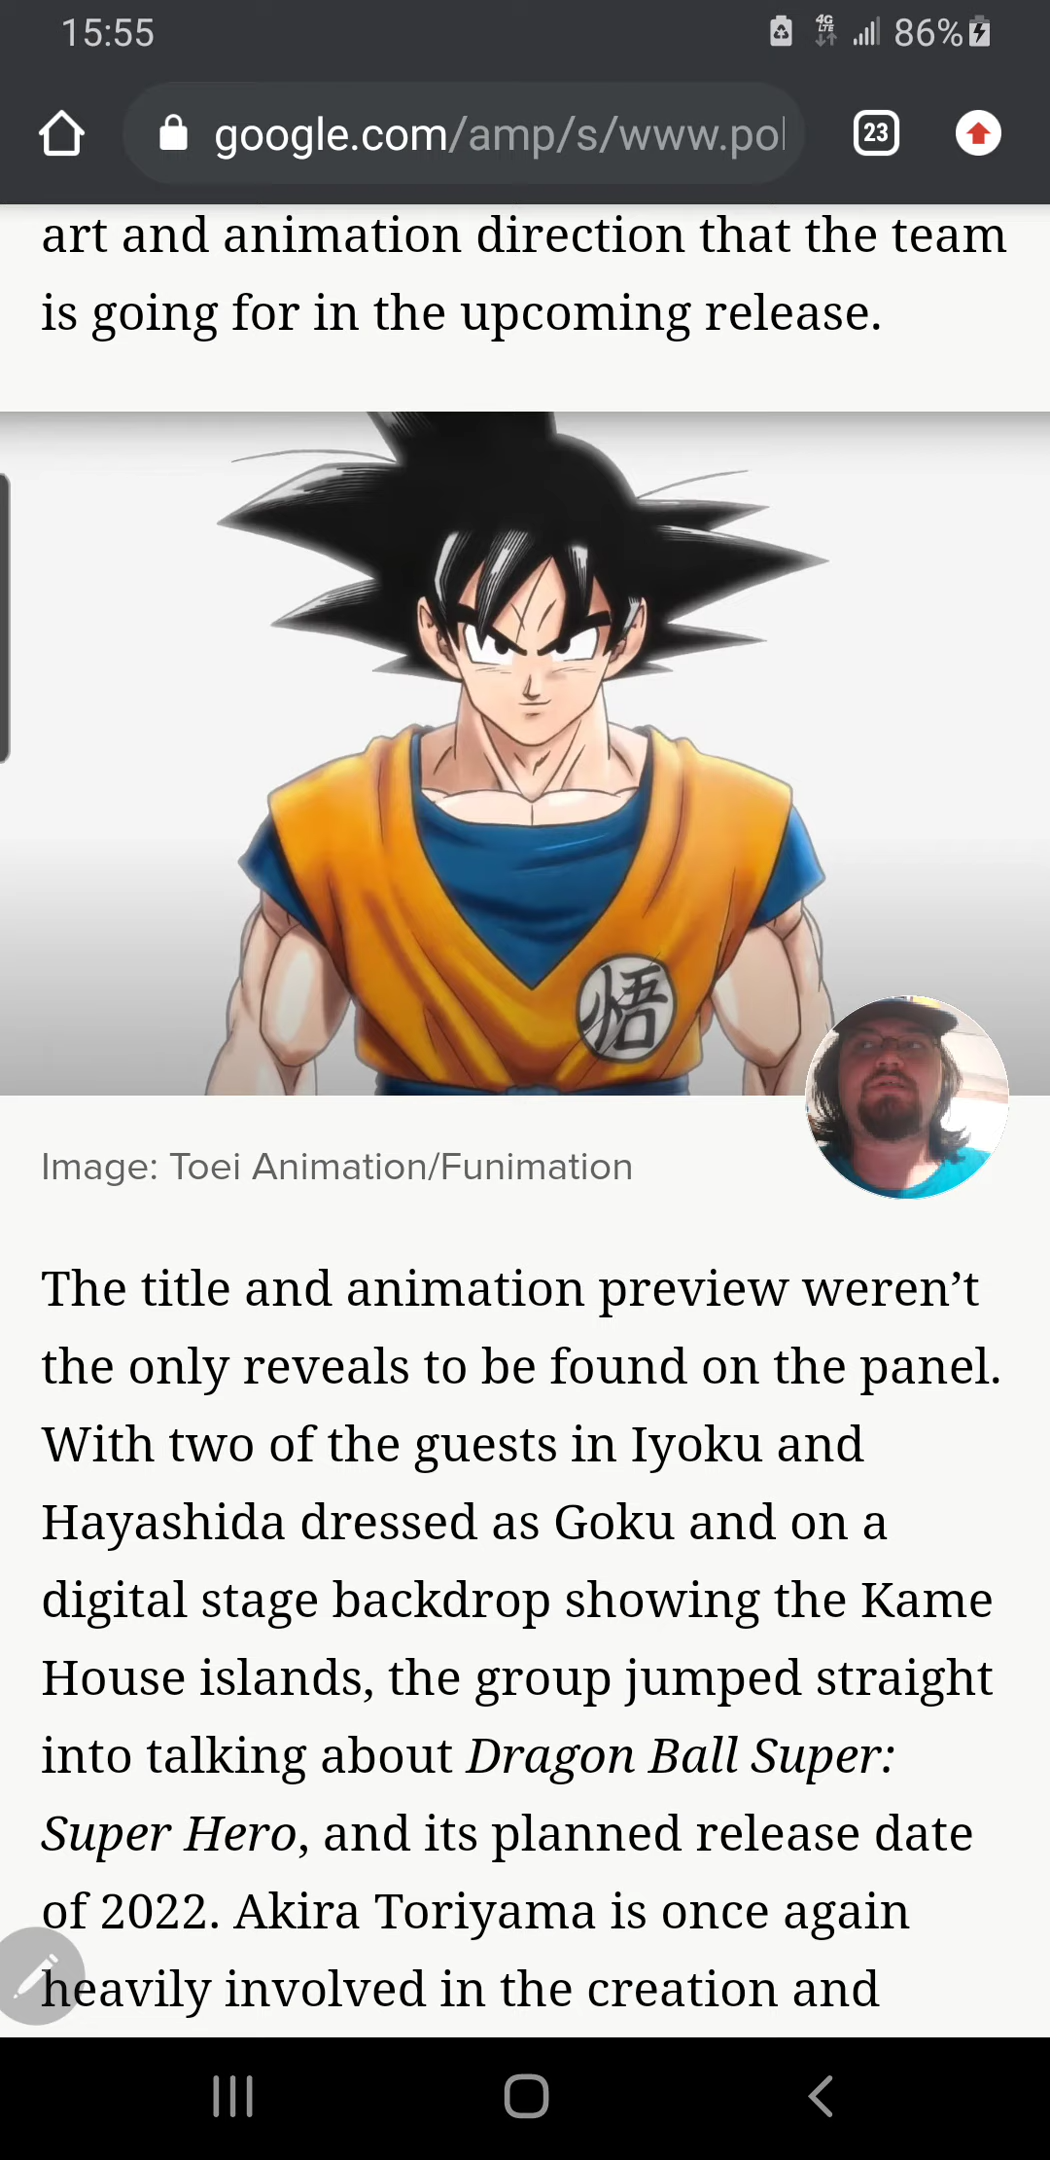 15:55
4G
LTE
86%
google.com/amp/s/www.pol
23
art and animation direction that the team
is going for in the upcoming release.
悟
Image: Toei Animation/Funimation
The title and animation preview weren’t
the only reveals to be found on the panel.
With two of the guests in Iyoku and
Hayashida dressed as Goku and on a
digital stage backdrop showing the Kame
House islands, the group jumped straight
into talking about Dragon Ball Super:
Super Hero, and its planned release date
of 2022. Akira Toriyama is once again
heavily involved in the creation and